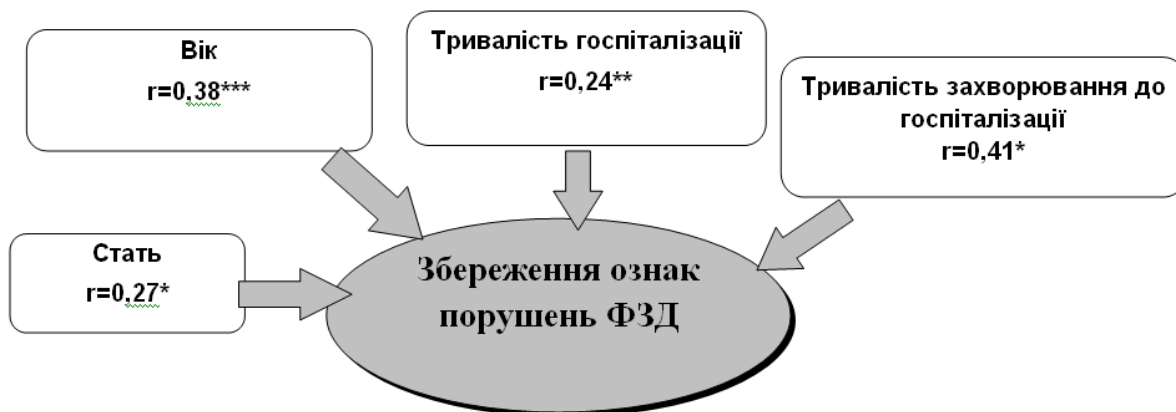 Вік
r=0,38***
Тривалість госпіталізації
r=0,24**
Тривалість захворювання до
госпіталізації
r=0,41*
Стать
r=0,27*
Збереження ознак
порушень ФЗД